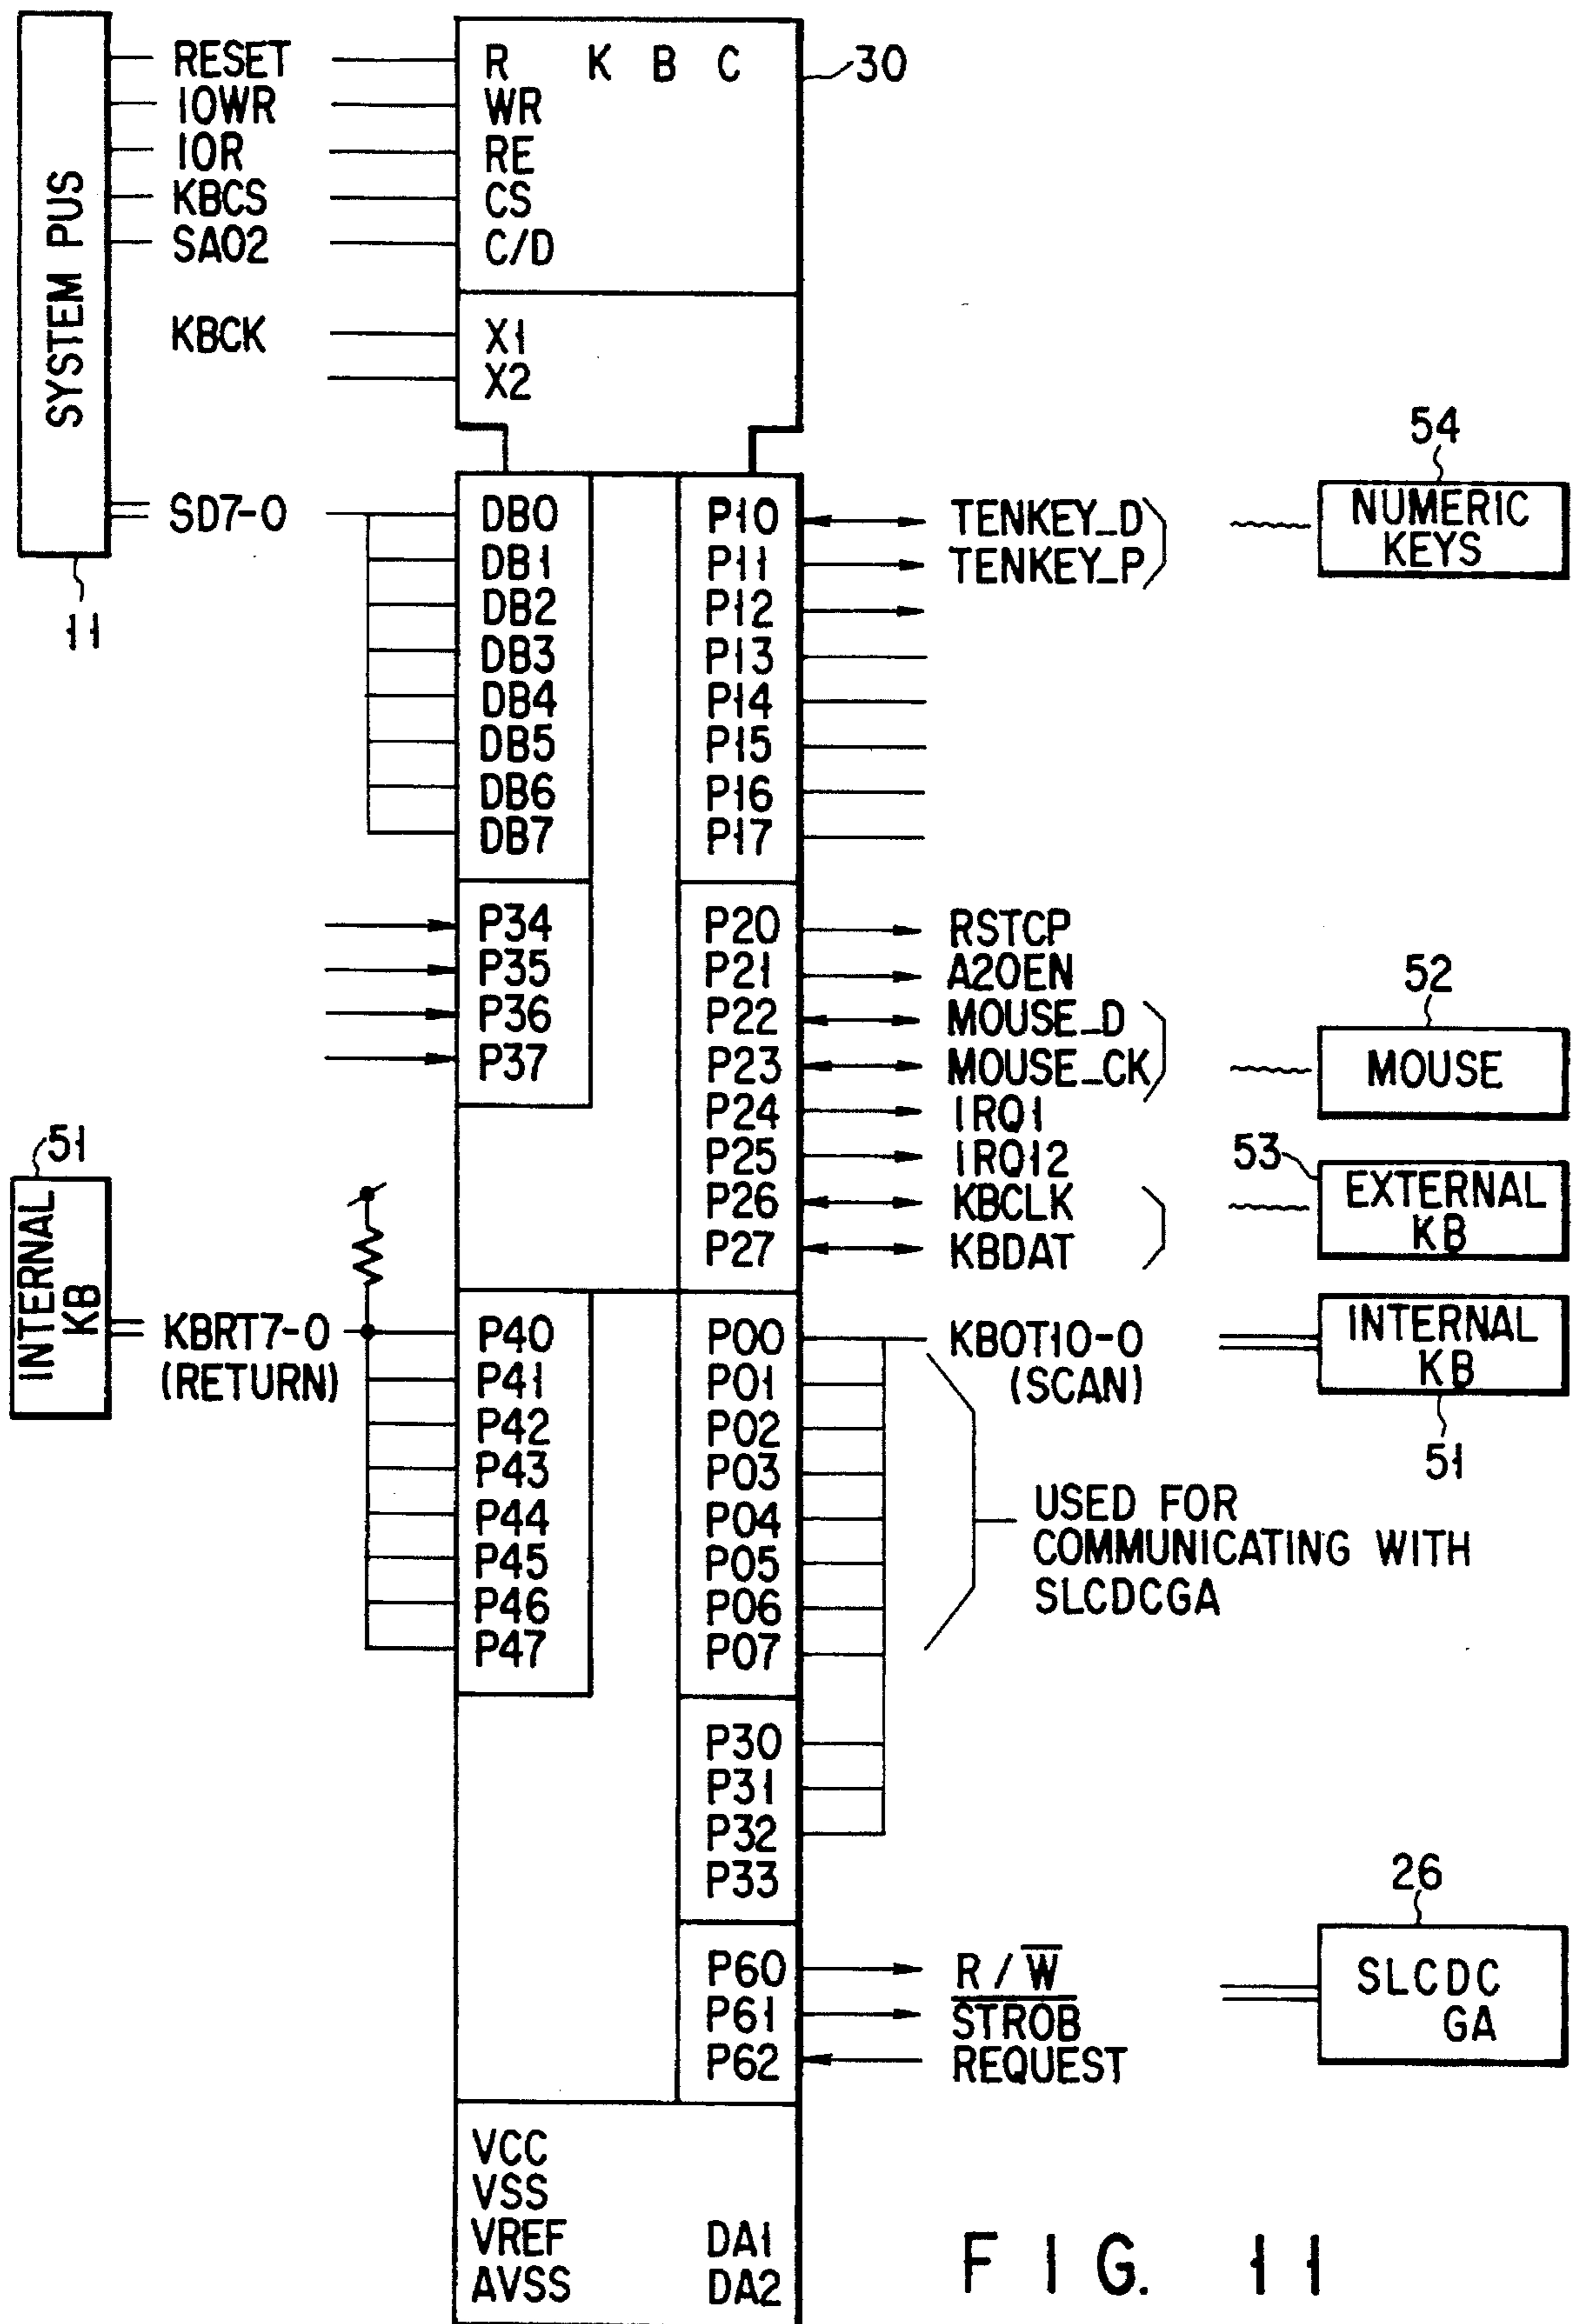 SYSTEM PUS
11
RESET
IOWR
IOR
KBCS
SA02
KBCK
SD7-0
R K B C
WR
RE
CS
C/D
30
X1
X2
DB0
DB1
DB2
DB3
DB4
DB5
DB6
DB7
P10 TENKEY_D
P11 TENKEY_P
P12
P13
P14
P15
P16
P17
54
NUMERIC
KEYS
P34
P35
P36
P37
P20 RSTCP
P21 A20EN
P22 MOUSE_D
P23 MOUSE_CK
P24 IRQ1
P25 IRQ12
P26 KBCLK
P27 KBDAT
52
MOUSE
53
EXTERNAL
KB
51
INTERNAL
KB
KBRT7-0
(RETURN)
P40
P41
P42
P43
P44
P45
P46
P47
P00 KBOT10-0
P01 (SCAN)
P02
P03
P04
P05
P06
P07
INTERNAL
KB
51
USED FOR
COMMUNICATING WITH
SLCDCGA
P30
P31
P32
P33
P60 R/W̅
P61 S̅T̅R̅O̅B̅
P62 REQUEST
26
SLCDC
GA
VCC
VSS
VREF DA1
AVSS DA2
FIG. 11